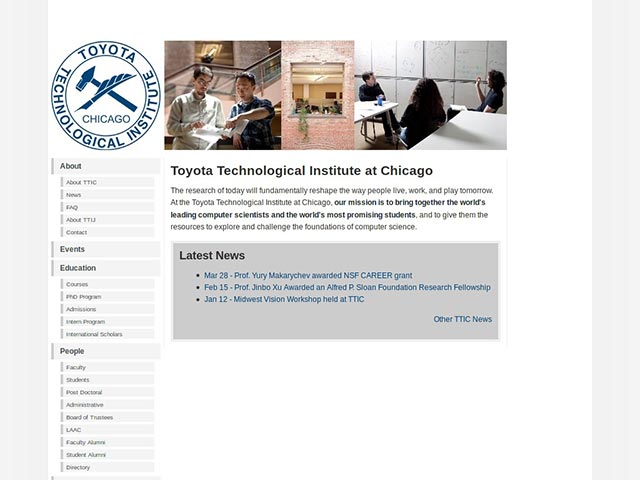 TOYOTA
TECHNOLOGICAL INSTITUTE
CHICAGO
About
About TTIC
News
FAQ
About TTIJ
Contact
Events
Education
Courses
PhD Program
Admissions
Intern Program
International Scholars
People
Faculty
Students
Post Doctoral
Administrative
Board of Trustees
LAAC
Faculty Alumni
Student Alumni
Directory
Toyota Technological Institute at Chicago
The research of today will fundamentally reshape the way people live, work, and play tomorrow.
At the Toyota Technological Institute at Chicago, our mission is to bring together the world's
leading computer scientists and the world's most promising students, and to give them the
resources to explore and challenge the foundations of computer science.
Latest News
Mar 28 - Prof. Yury Makarychev awarded NSF CAREER grant
Feb 15 - Prof. Jinbo Xu Awarded an Alfred P. Sloan Foundation Research Fellowship
Jan 12 - Midwest Vision Workshop held at TTIC
Other TTIC News